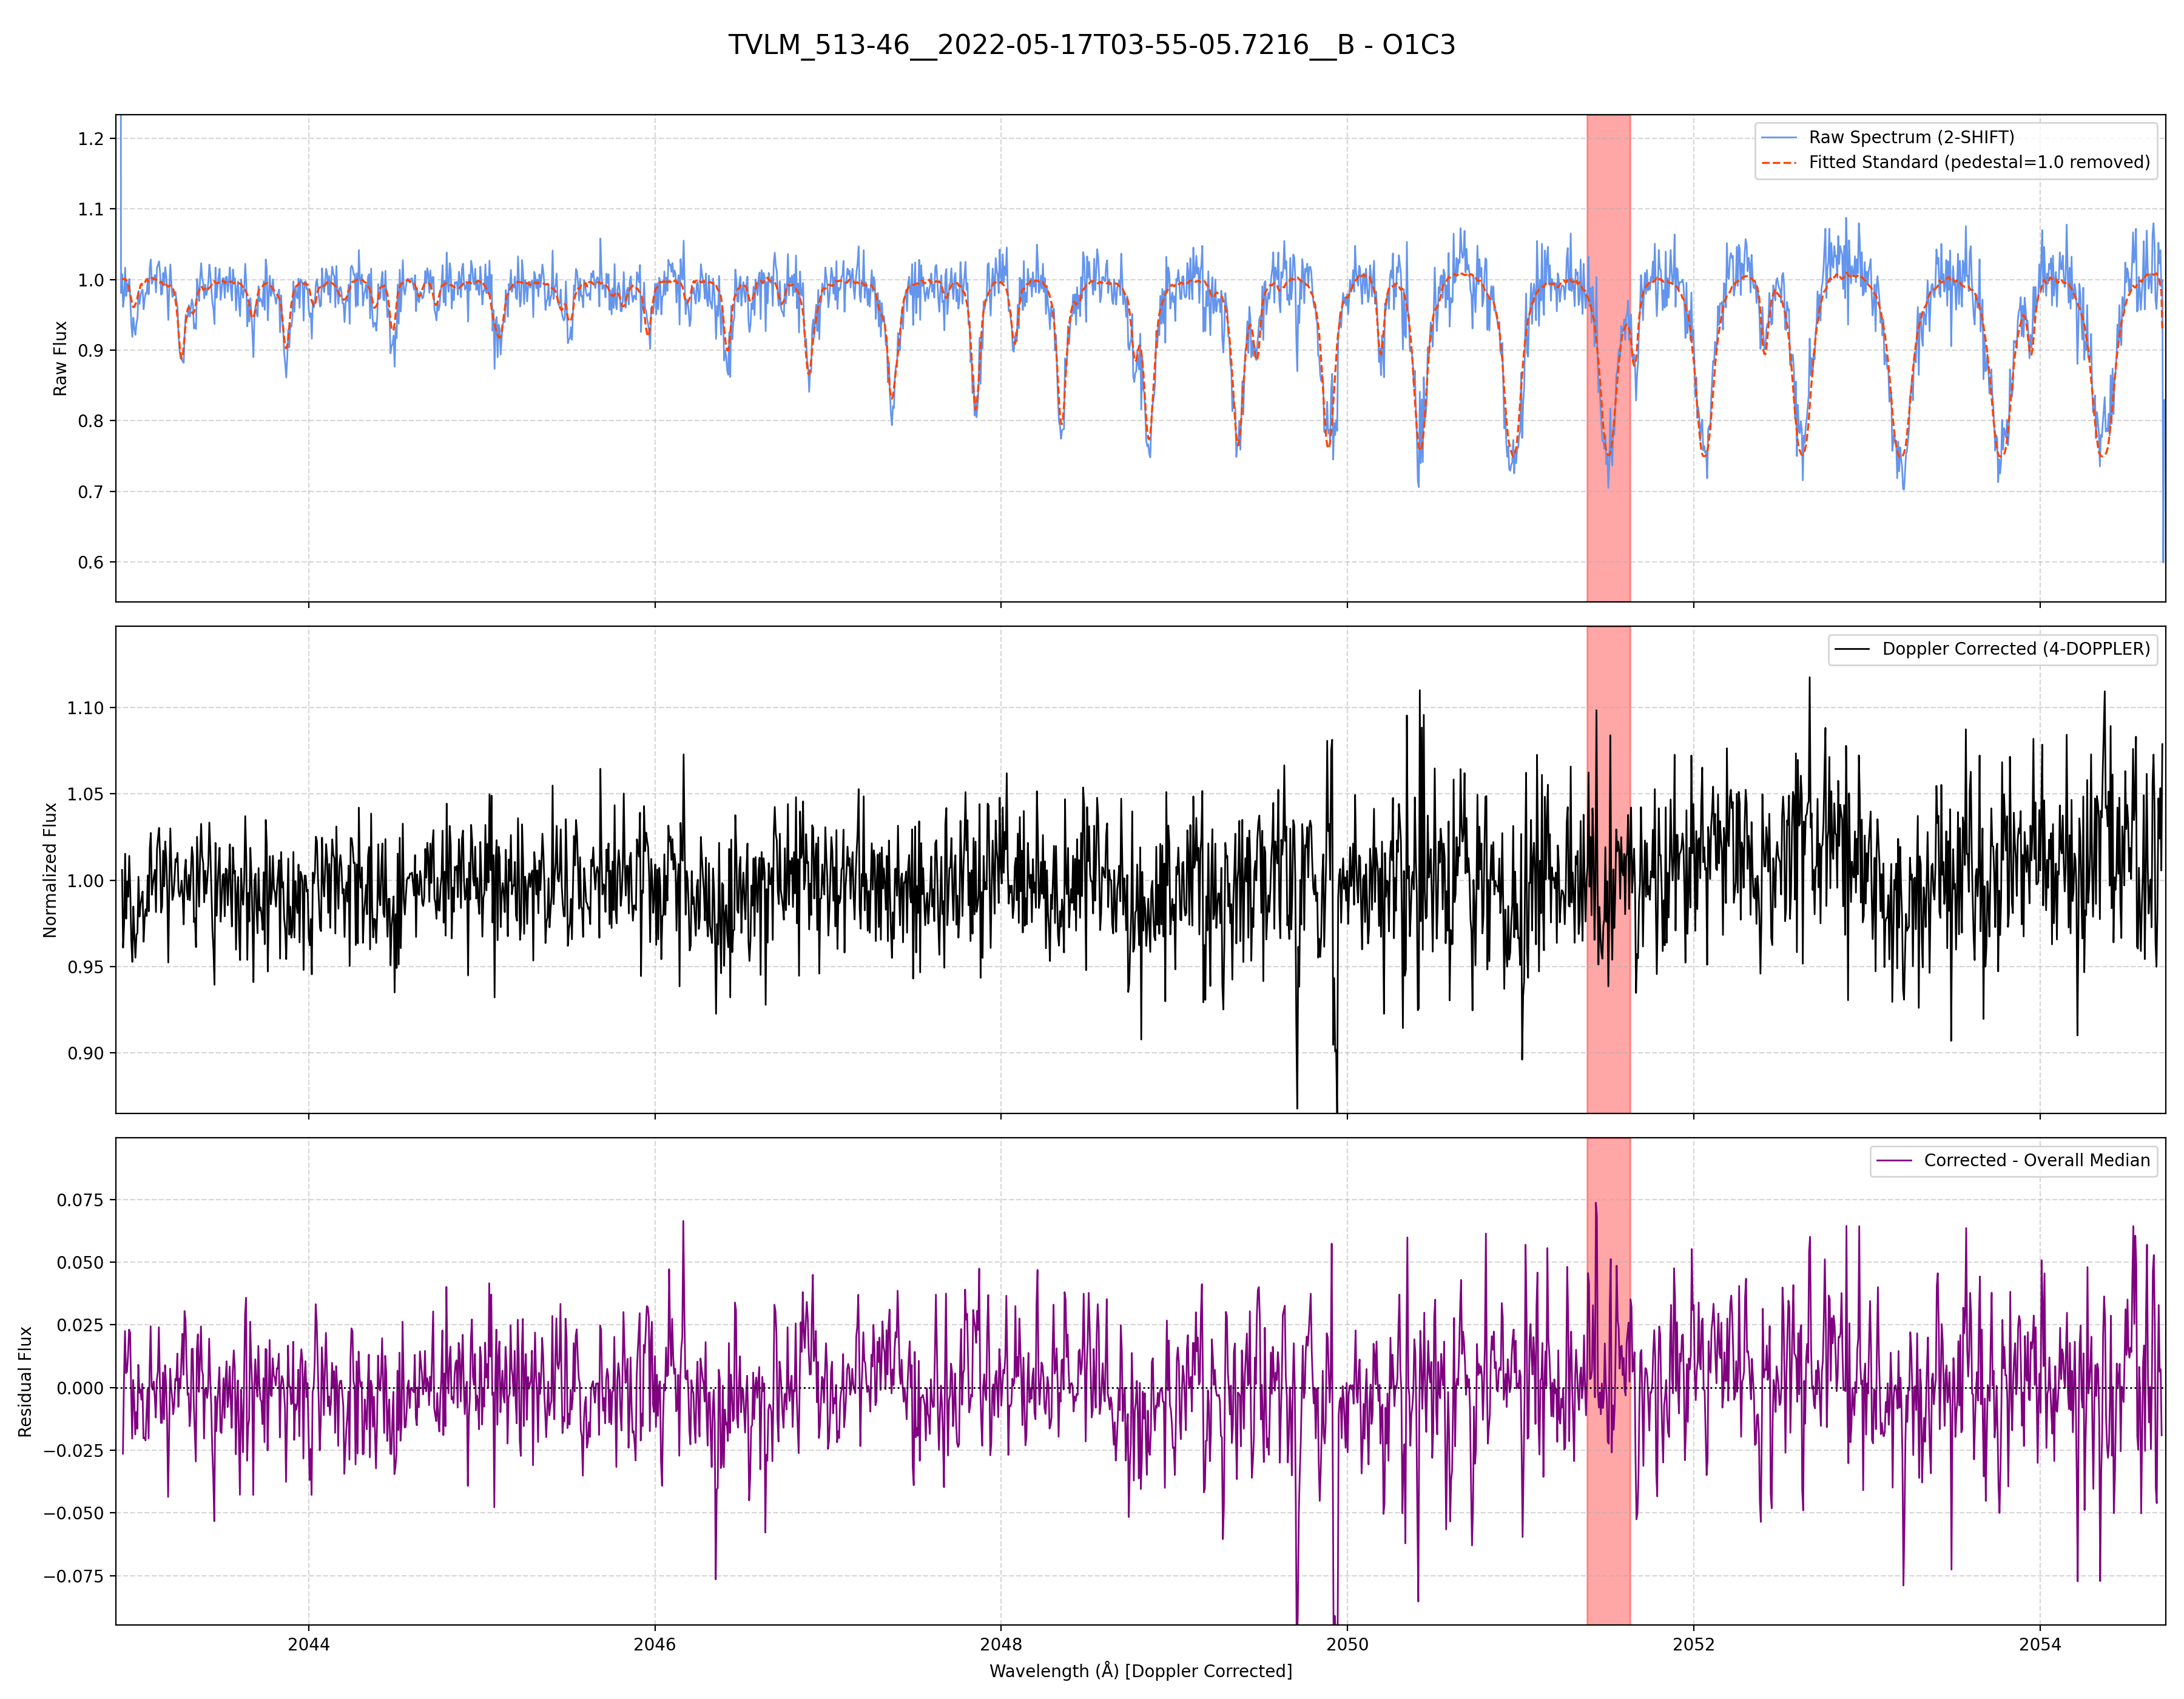 TVLM_513-46__2022-05-17T03-55-05.7216__B - O1C3
1.2
1.1
1.0
0.9
0.8
0.7
0.6
Raw Flux
Raw Spectrum (2-SHIFT)
Fitted Standard (pedestal=1.0 removed)
1.10
1.05
1.00
0.95
0.90
Normalized Flux
Doppler Corrected (4-DOPPLER)
0.075
0.050
0.025
0.000
−0.025
−0.050
−0.075
Residual Flux
Corrected - Overall Median
2044 2046 2048 2050 2052 2054
Wavelength (Å) [Doppler Corrected]